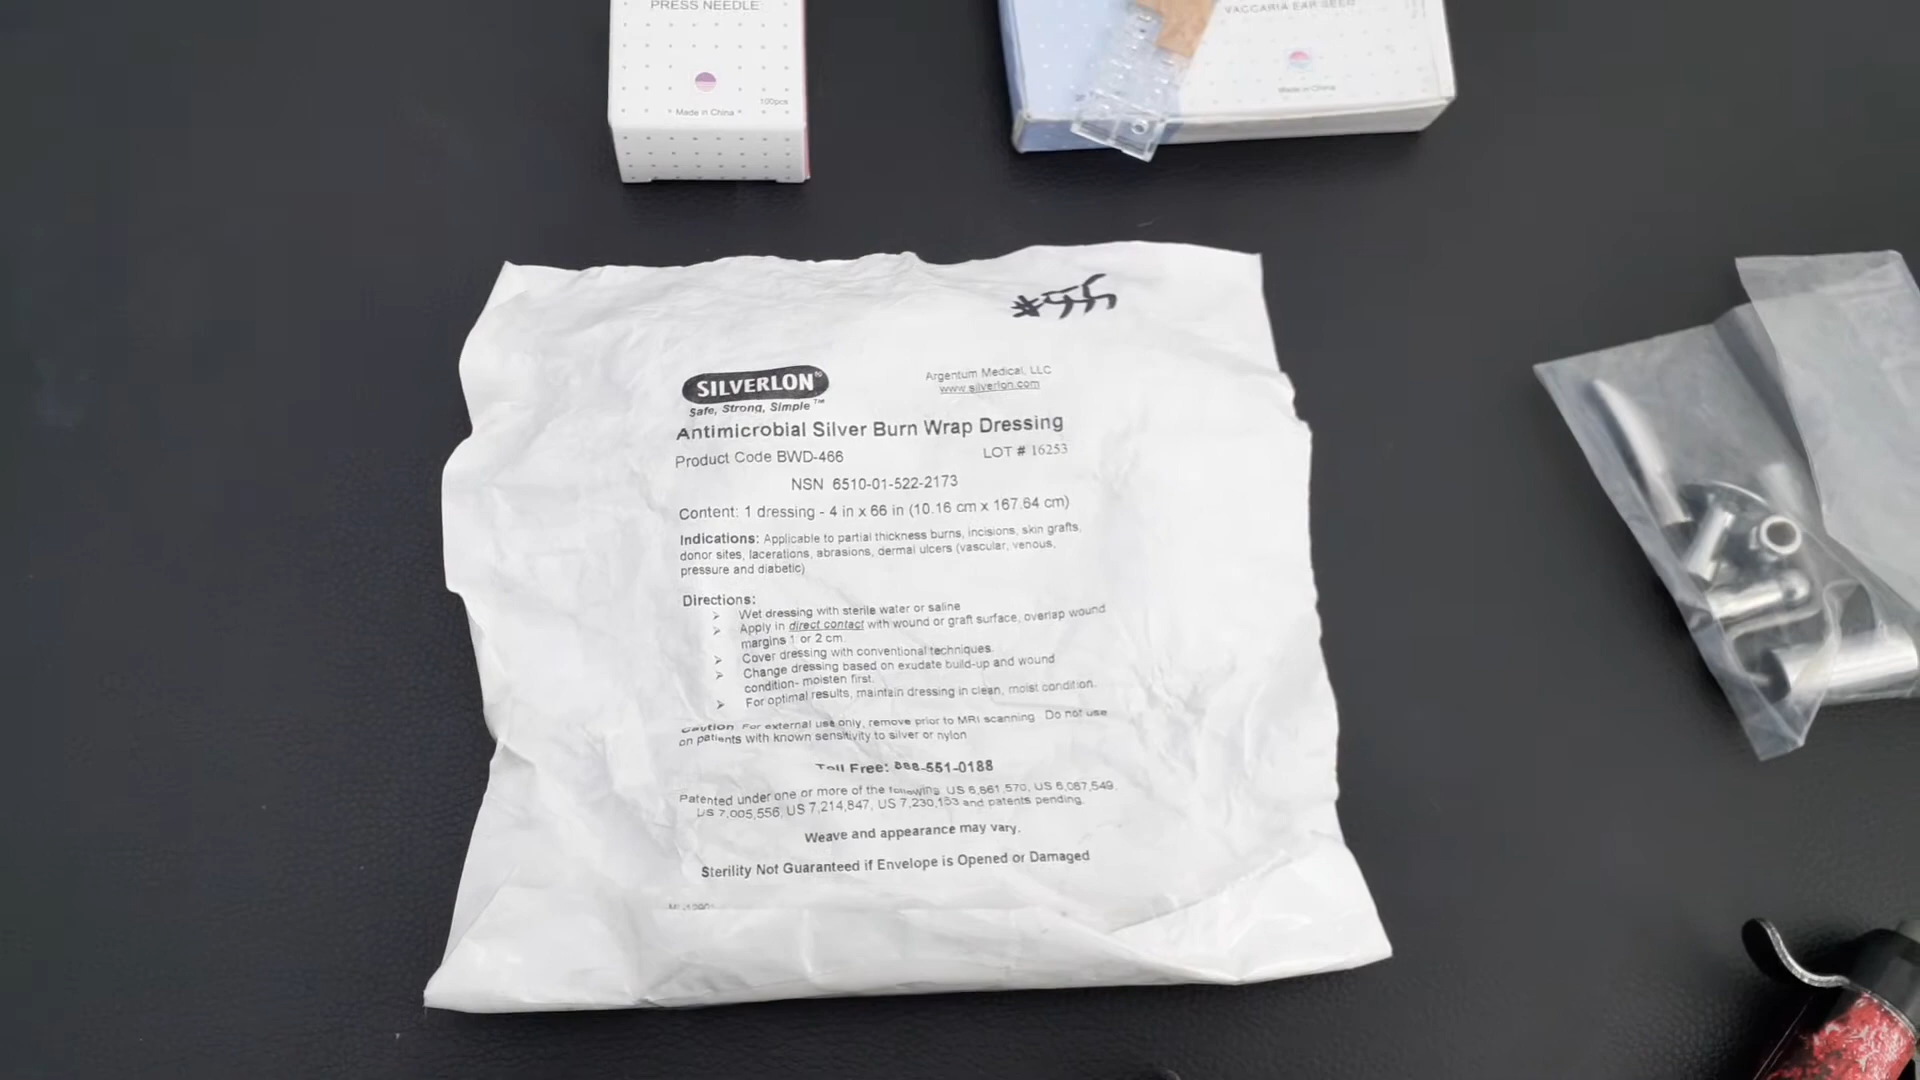 PRESS NEEDLE
100pcs
Made in China
VACCARIA EAR SEED
Made in China
SILVERLON®
Safe, Strong, Simple™
Argentum Medical, LLC
www.silverlon.com
Antimicrobial Silver Burn Wrap Dressing
Product Code BWD-466
LOT # 16253
NSN 6510-01-522-2173
Content: 1 dressing - 4 in x 66 in (10.16 cm x 167.64 cm)
Indications: Applicable to partial thickness burns, incisions, skin grafts,
donor sites, lacerations, abrasions, dermal ulcers (vascular, venous,
pressure and diabetic)
Directions:
➢ Wet dressing with sterile water or saline
➢ Apply in direct contact with wound or graft surface, overlap wound
margins 1 or 2 cm.
➢ Cover dressing with conventional techniques.
➢ Change dressing based on exudate build-up and wound
condition- moisten first.
➢ For optimal results, maintain dressing in clean, moist condition.
Caution For external use only, remove prior to MRI scanning Do not use
on patients with known sensitivity to silver or nylon
Toll Free: 888-551-0188
Patented under one or more of the following US 6,861,570, US 6,087,549,
US 7,005,556, US 7,214,847, US 7,230,153 and patents pending.
Weave and appearance may vary.
Sterility Not Guaranteed if Envelope is Opened or Damaged